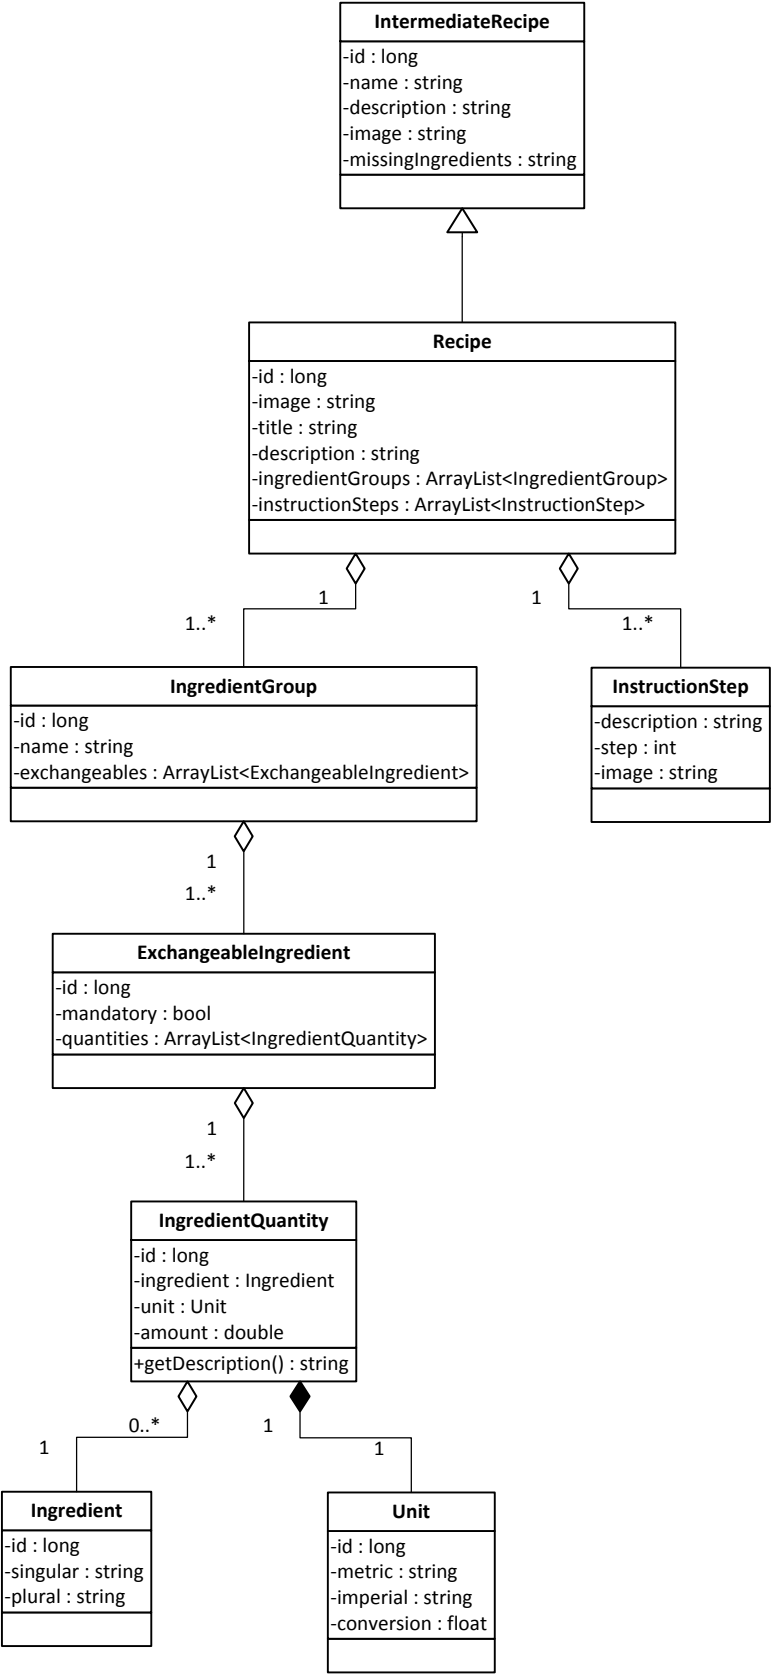 IntermediateRecipe
-id : long
-name : string
-description : string
-image : string
-missingIngredients : string
Recipe
-id : long
-image : string
-title : string
-description : string
-ingredientGroups : ArrayList<IngredientGroup>
-instructionSteps : ArrayList<InstructionStep>
1
1..*
1
1..*
IngredientGroup
-id : long
-name : string
-exchangeables : ArrayList<ExchangeableIngredient>
InstructionStep
-description : string
-step : int
-image : string
1
1..*
ExchangeableIngredient
-id : long
-mandatory : bool
-quantities : ArrayList<IngredientQuantity>
1
1..*
IngredientQuantity
-id : long
-ingredient : Ingredient
-unit : Unit
-amount : double
+getDescription() : string
0..*
1
1
1
Ingredient
-id : long
-singular : string
-plural : string
Unit
-id : long
-metric : string
-imperial : string
-conversion : float